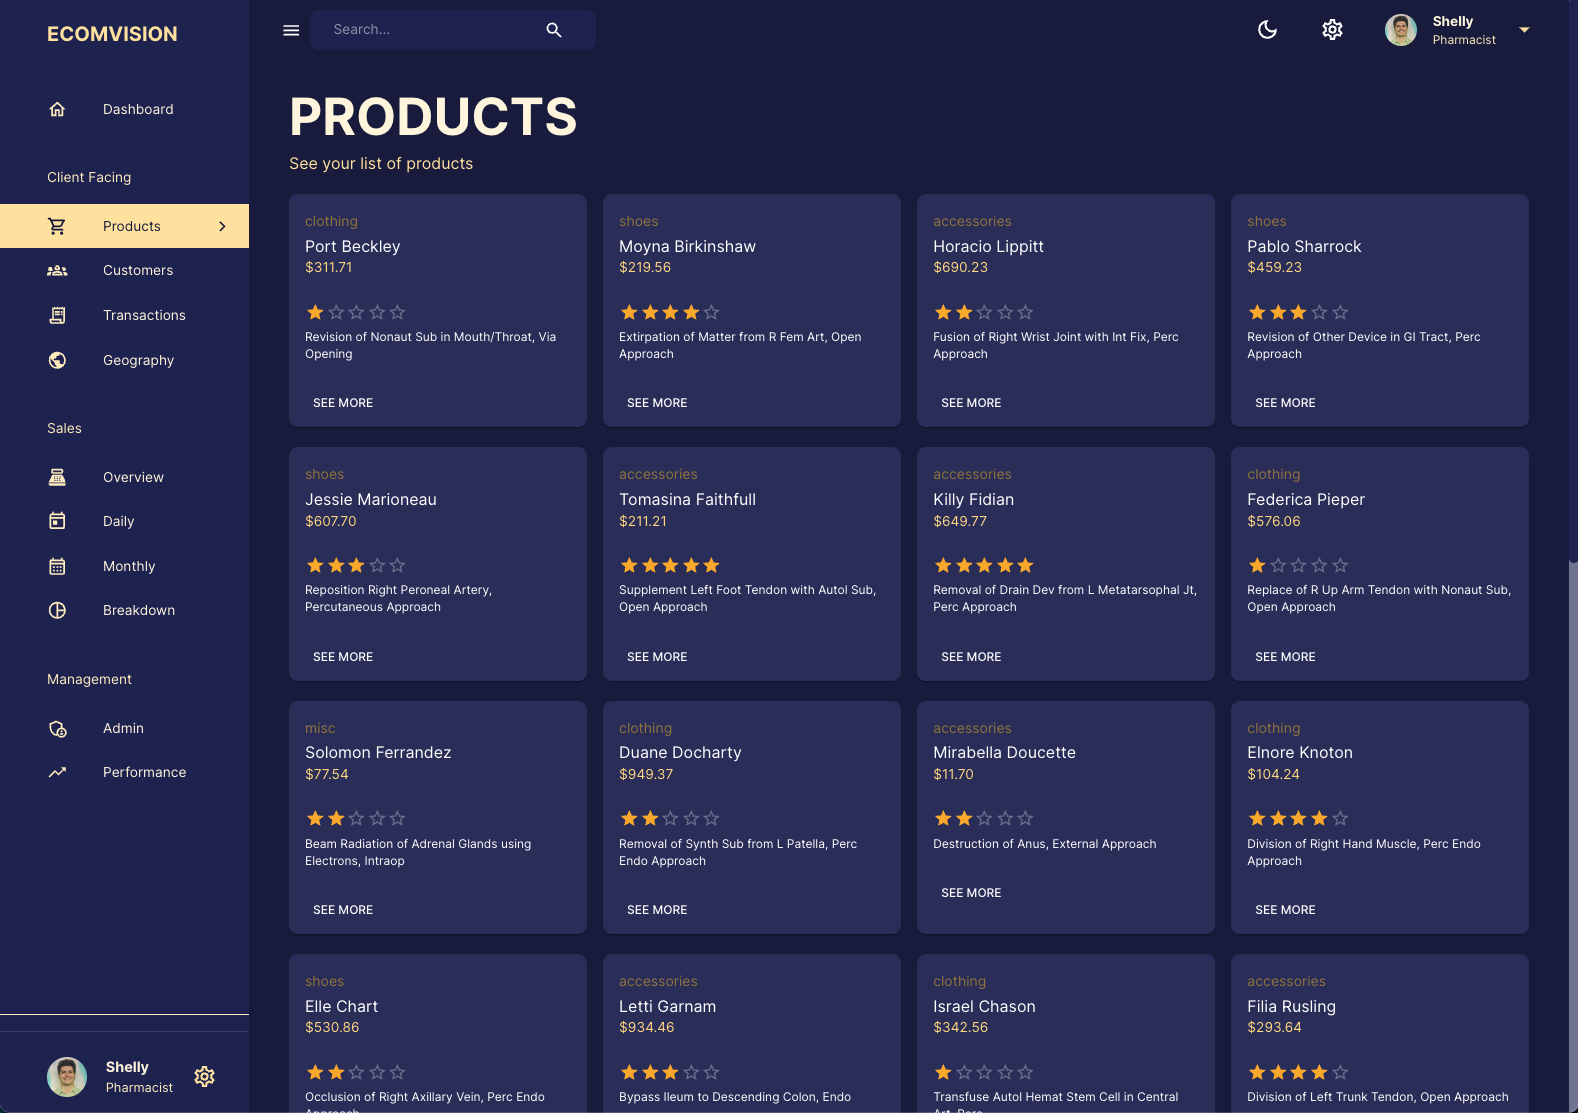 ECOMVISION
Search...
Shelly
Pharmacist
Dashboard
Client Facing
Products
Customers
Transactions
Geography
Sales
Overview
Daily
Monthly
Breakdown
Management
Admin
Performance
Shelly
Pharmacist
PRODUCTS
See your list of products
clothing
Port Beckley
$311.71
Revision of Nonaut Sub in Mouth/Throat, Via
Opening
SEE MORE
shoes
Moyna Birkinshaw
$219.56
Extirpation of Matter from R Fem Art, Open
Approach
SEE MORE
accessories
Horacio Lippitt
$690.23
Fusion of Right Wrist Joint with Int Fix, Perc
Approach
SEE MORE
shoes
Pablo Sharrock
$459.23
Revision of Other Device in GI Tract, Perc
Approach
SEE MORE
shoes
Jessie Marioneau
$607.70
Reposition Right Peroneal Artery,
Percutaneous Approach
SEE MORE
accessories
Tomasina Faithfull
$211.21
Supplement Left Foot Tendon with Autol Sub,
Open Approach
SEE MORE
accessories
Killy Fidian
$649.77
Removal of Drain Dev from L Metatarsophal Jt,
Perc Approach
SEE MORE
clothing
Federica Pieper
$576.06
Replace of R Up Arm Tendon with Nonaut Sub,
Open Approach
SEE MORE
misc
Solomon Ferrandez
$77.54
Beam Radiation of Adrenal Glands using
Electrons, Intraop
SEE MORE
clothing
Duane Docharty
$949.37
Removal of Synth Sub from L Patella, Perc
Endo Approach
SEE MORE
accessories
Mirabella Doucette
$11.70
Destruction of Anus, External Approach
SEE MORE
clothing
Elnore Knoton
$104.24
Division of Right Hand Muscle, Perc Endo
Approach
SEE MORE
shoes
Elle Chart
$530.86
Occlusion of Right Axillary Vein, Perc Endo
Approach
accessories
Letti Garnam
$934.46
Bypass Ileum to Descending Colon, Endo
clothing
Israel Chason
$342.56
Transfuse Autol Hemat Stem Cell in Central
Art, Perc
accessories
Filia Rusling
$293.64
Division of Left Trunk Tendon, Open Approach